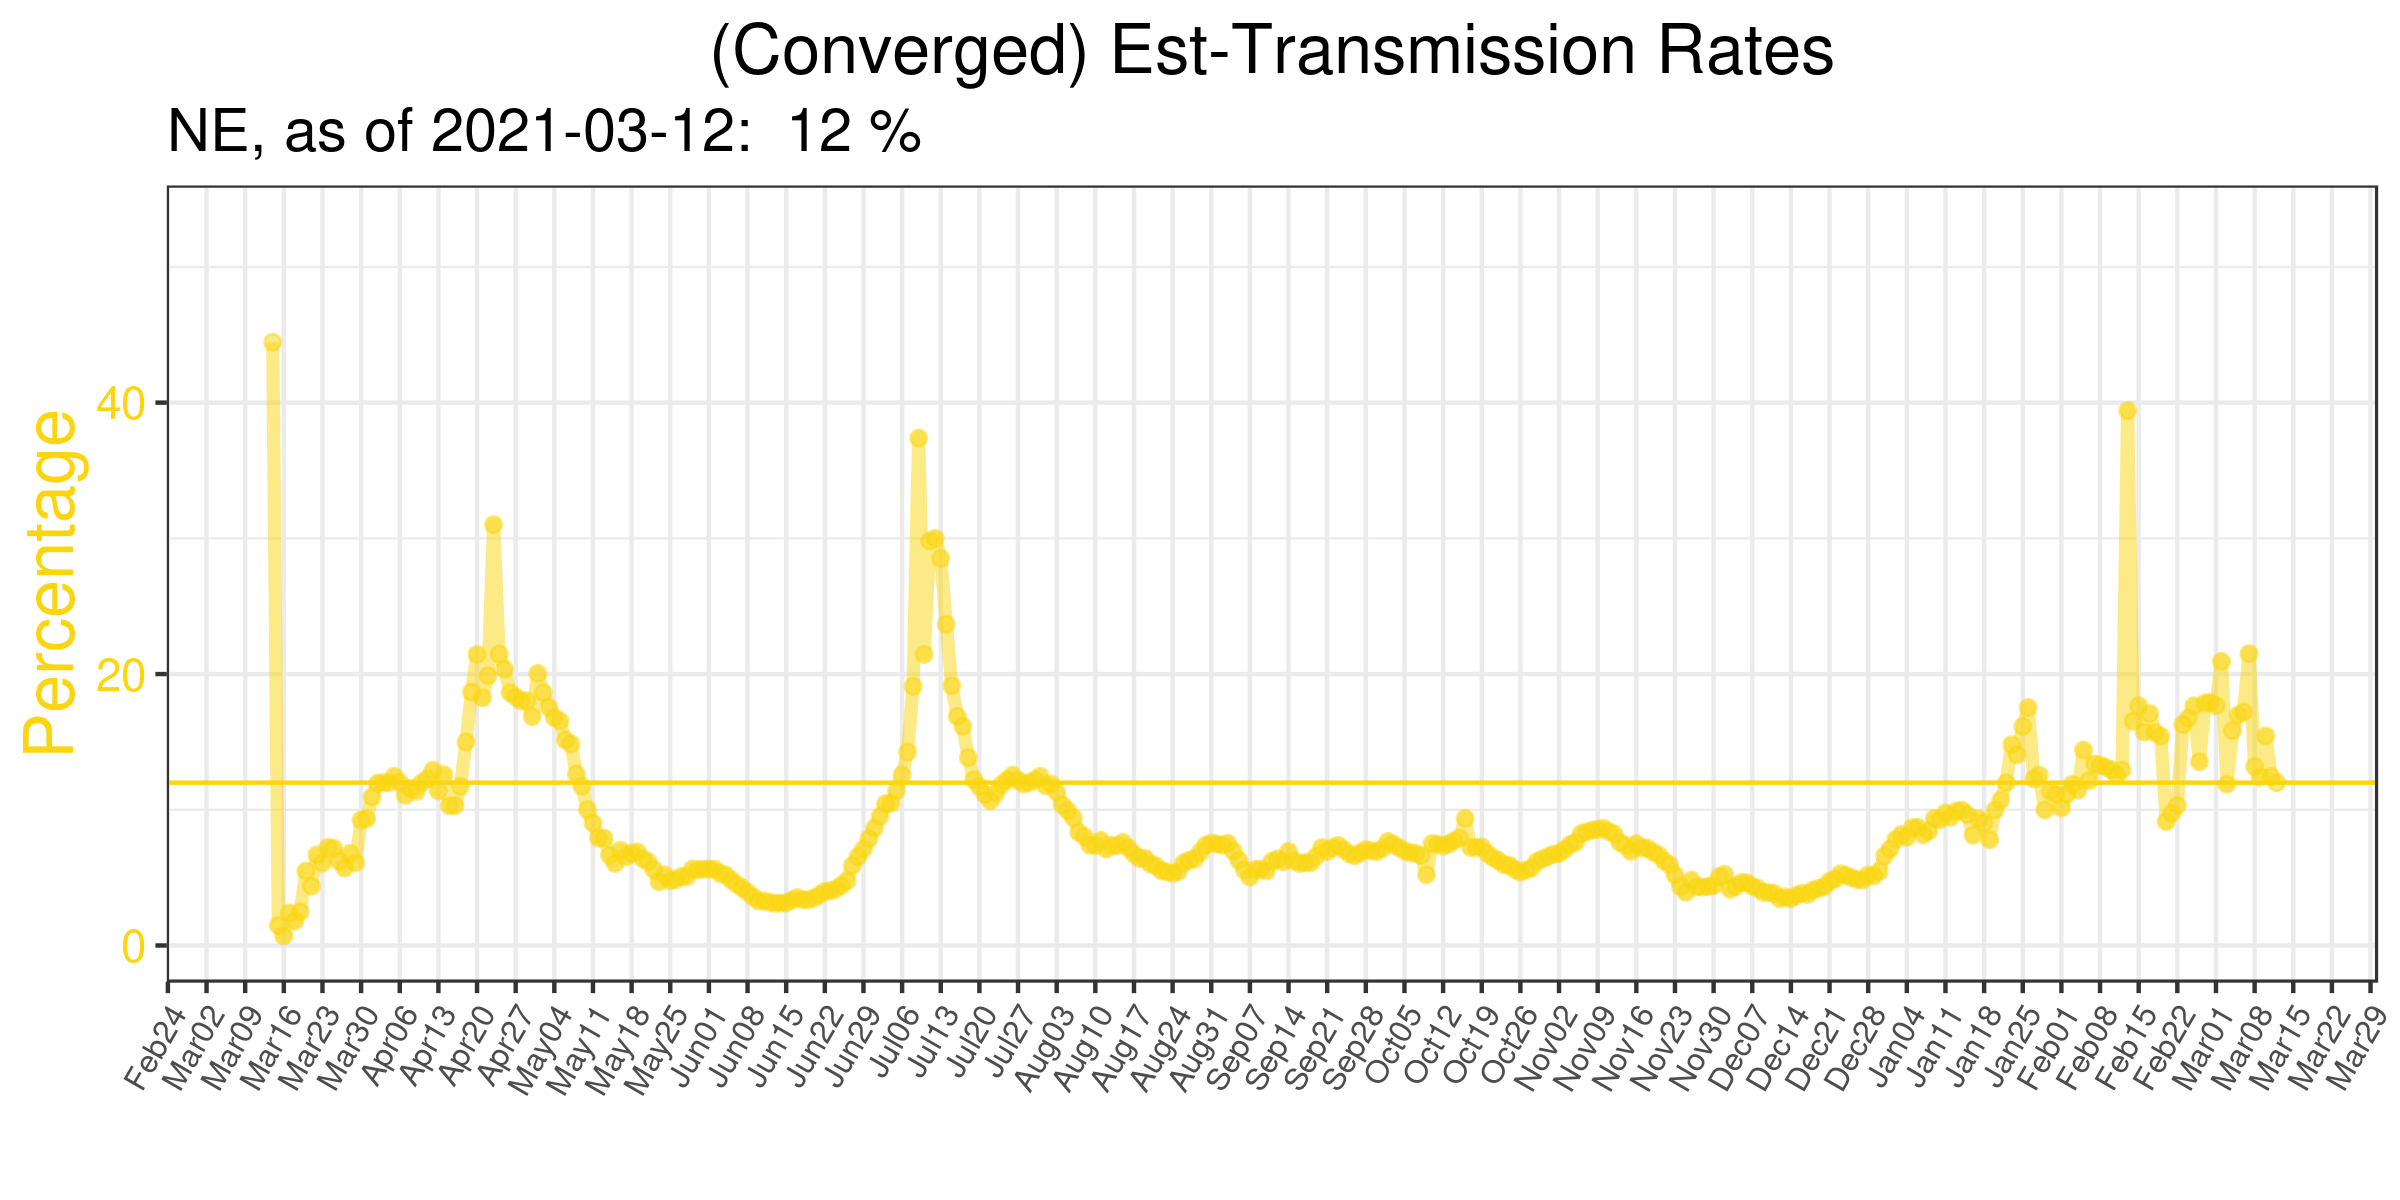 (Converged) Est-Transmission Rates
NE, as of 2021-03-12:  12 %
Percentage
40
20
0
Feb24
Mar02
Mar09
Mar16
Mar23
Mar30
Apr06
Apr13
Apr20
Apr27
May04
May11
May18
May25
Jun01
Jun08
Jun15
Jun22
Jun29
Jul06
Jul13
Jul20
Jul27
Aug03
Aug10
Aug17
Aug24
Aug31
Sep07
Sep14
Sep21
Sep28
Oct05
Oct12
Oct19
Oct26
Nov02
Nov09
Nov16
Nov23
Nov30
Dec07
Dec14
Dec21
Dec28
Jan04
Jan11
Jan18
Jan25
Feb01
Feb08
Feb15
Feb22
Mar01
Mar08
Mar15
Mar22
Mar29